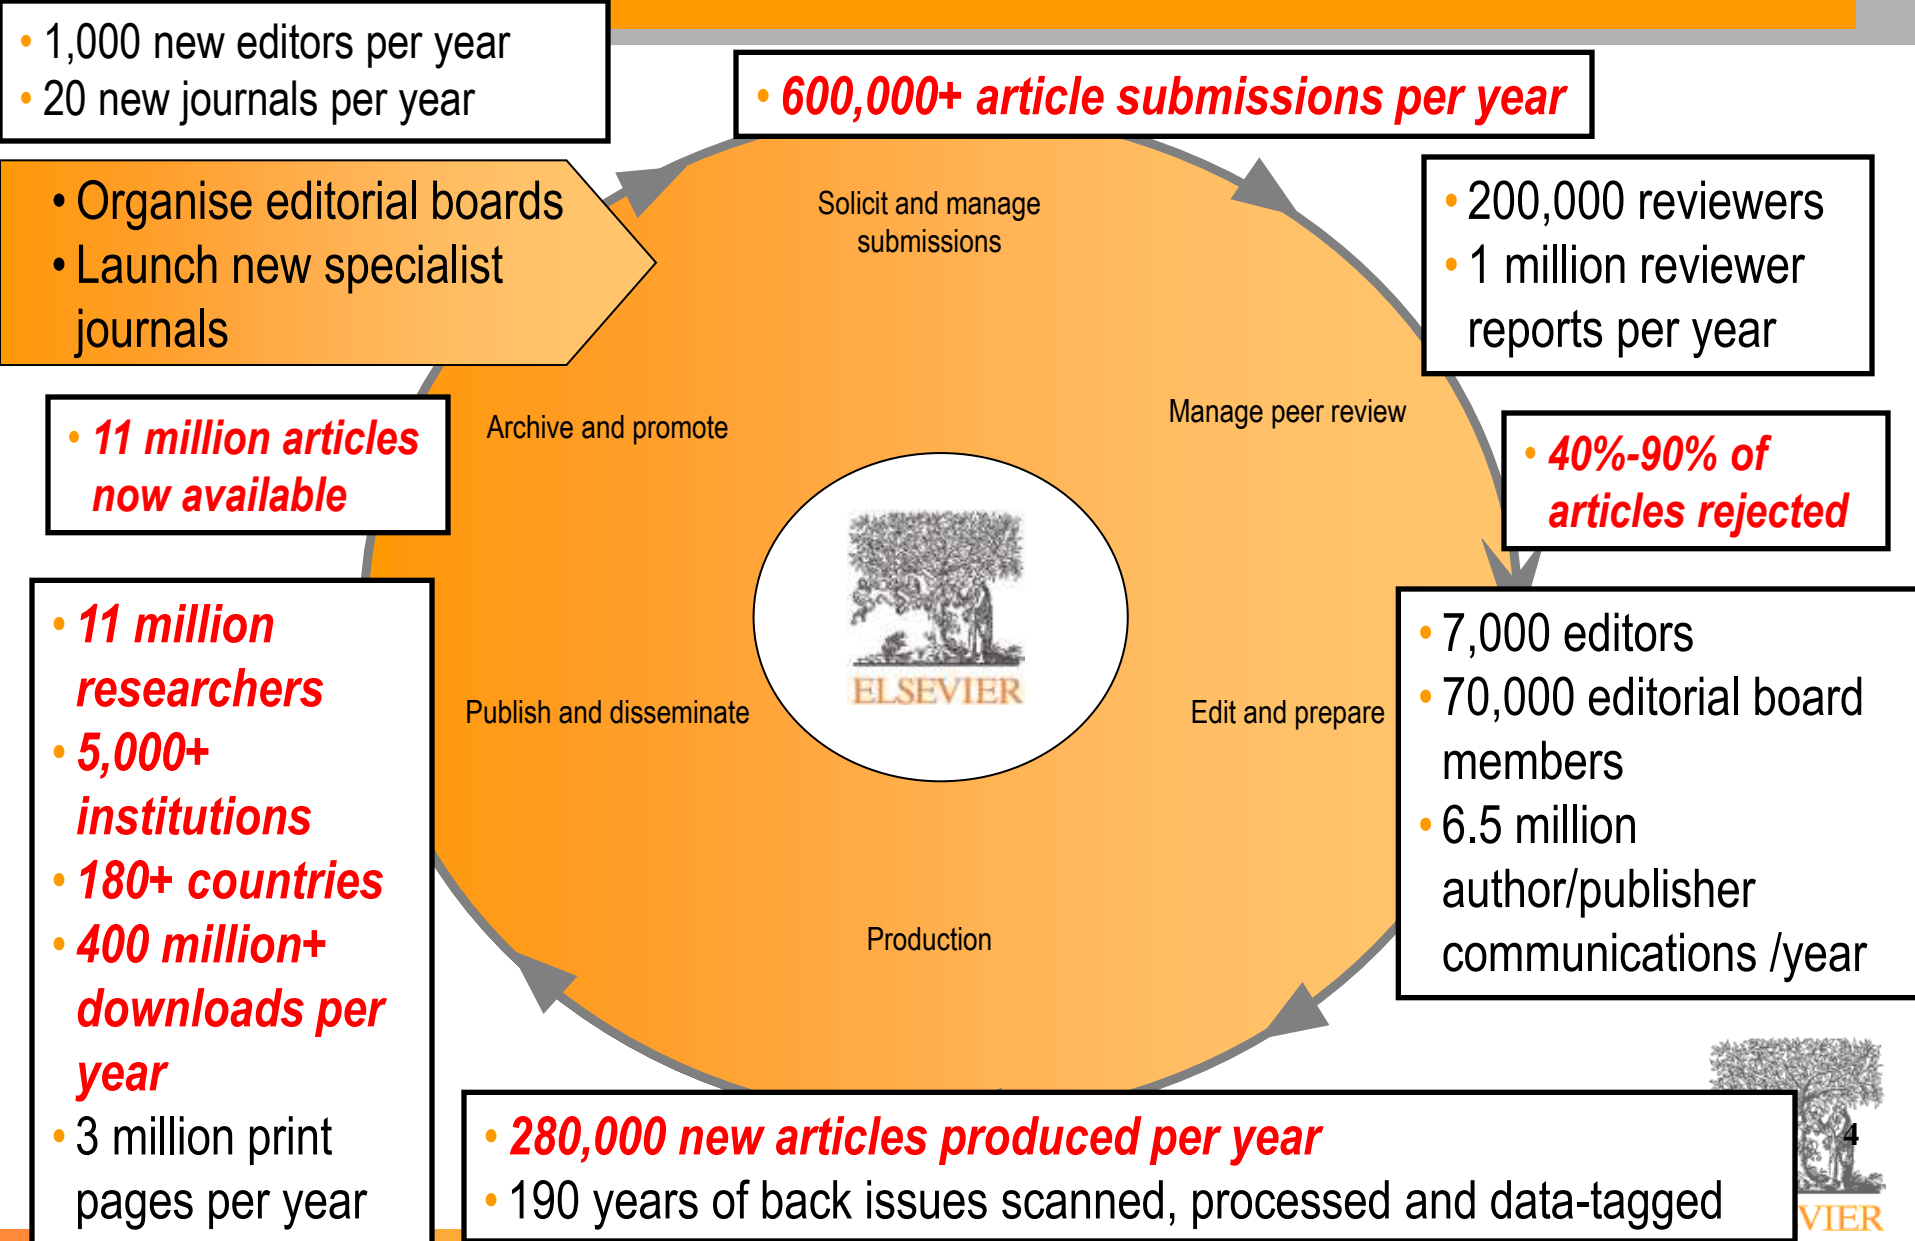 • 1,000 new editors per year
• 20 new journals per year
• 600,000+ article submissions per year
• Organise editorial boards
• Launch new specialist
journals
Solicit and manage
submissions
• 200,000 reviewers
• 1 million reviewer
reports per year
• 11 million articles
now available
Archive and promote
Manage peer review
• 40%-90% of
articles rejected
• 11 million
researchers
• 5,000+
institutions
• 180+ countries
• 400 million+
downloads per
year
• 3 million print
pages per year
Publish and disseminate
ELSEVIER
Edit and prepare
• 7,000 editors
• 70,000 editorial board
members
• 6.5 million
author/publisher
communications /year
Production
• 280,000 new articles produced per year
• 190 years of back issues scanned, processed and data-tagged
4
VIER